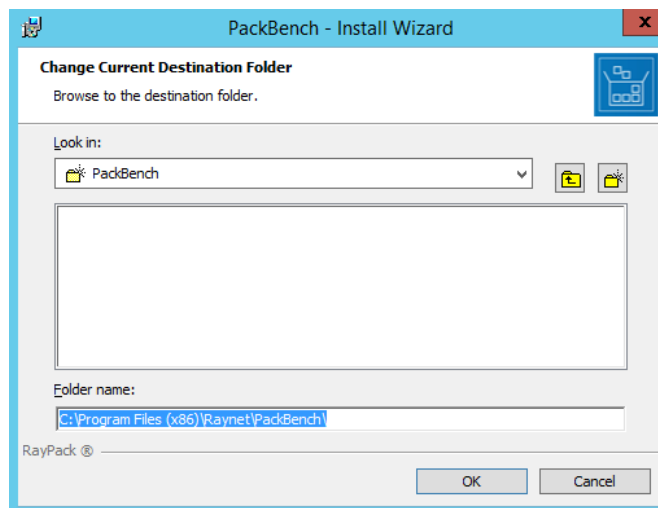 PackBench - Install Wizard
x
Change Current Destination Folder
Browse to the destination folder.
Look in:
PackBench
Folder name:
C:\Program Files (x86)\Raynet\PackBench\
RayPack ®
OK Cancel